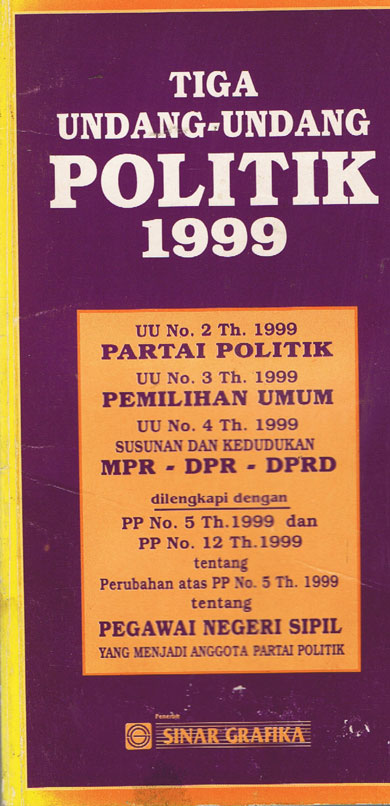 TIGA
UNDANG-UNDANG
POLITIK
1999
UU No. 2 Th. 1999
PARTAI POLITIK
UU No. 3 Th. 1999
PEMILIHAN UMUM
UU No. 4 Th. 1999
SUSUNAN DAN KEDUDUKAN
MPR - DPR - DPRD
dilengkapi dengan
PP No. 5 Th.1999 dan
PP No. 12 Th.1999
tentang
Perubahan atas PP No. 5 Th. 1999
tentang
PEGAWAI NEGERI SIPIL
YANG MENJADI ANGGOTA PARTAI POLITIK
Penerbit
SINAR GRAFIKA